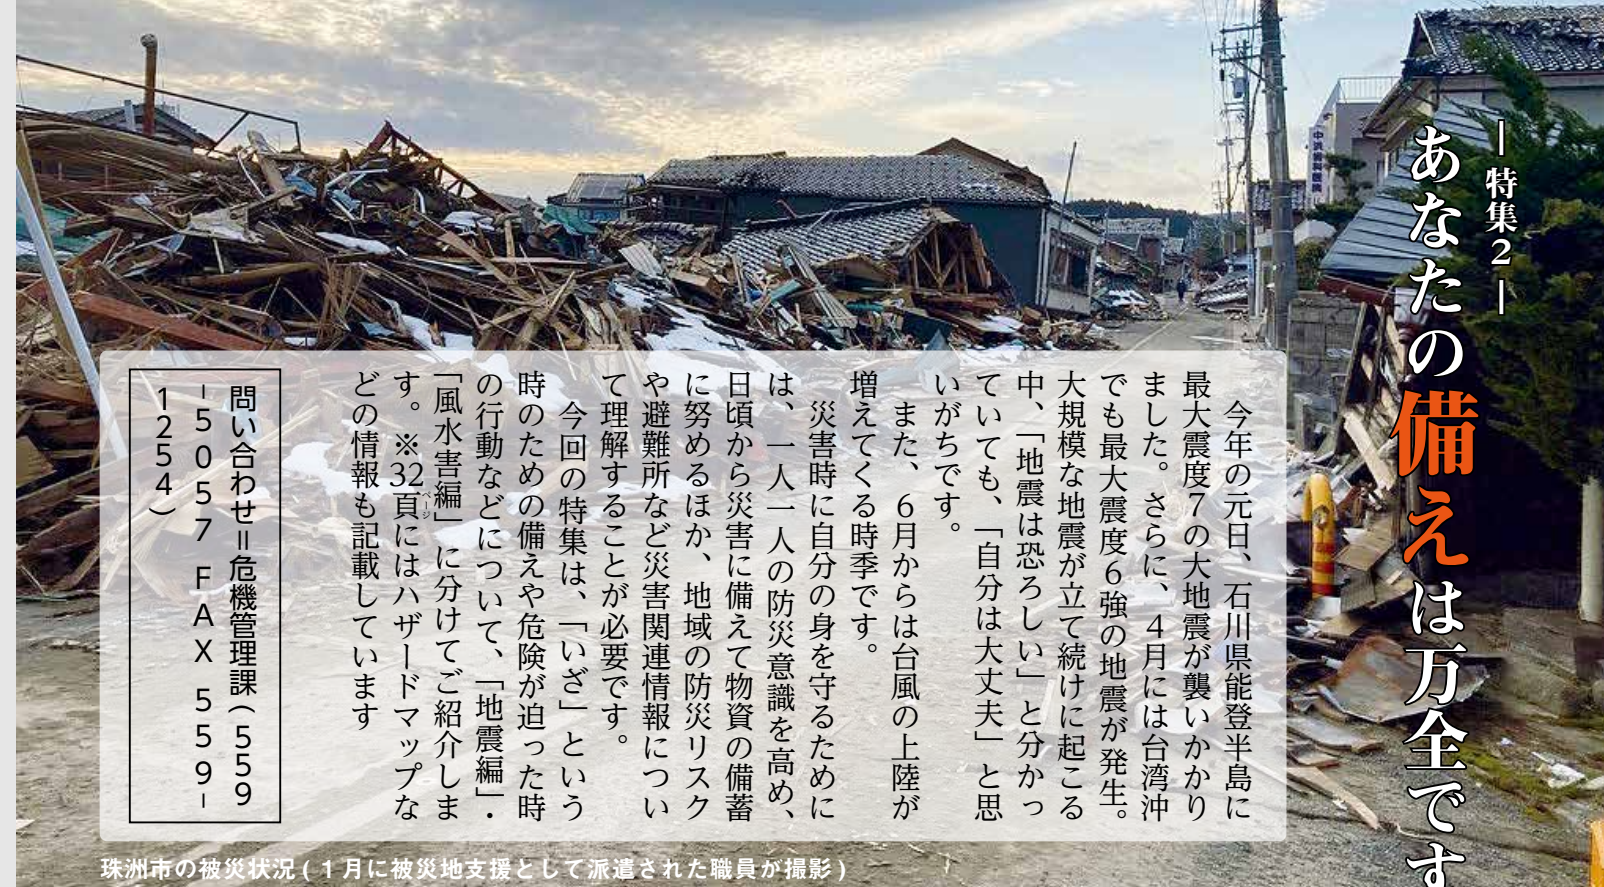 ―特集２―
あなたの備えは万全です
今年の元日、石川県能登半島に
最大震度７の大地震が襲いかかり
ました。さらに、４月には台湾沖
でも最大震度６強の地震が発生。
大規模な地震が立て続けに起こる
中、「地震は恐ろしい」と分かっ
ていても、「自分は大丈夫」と思
いがちです。
また、６月からは台風の上陸が
増えてくる時季です。
災害時に自分の身を守るために
は、一人一人の防災意識を高め、
日頃から災害に備えて物資の備蓄
に努めるほか、地域の防災リスク
や避難所など災害関連情報につい
て理解することが必要です。
今回の特集は、「いざ」という
時のための備えや危険が迫った時
の行動などについて、「地震編」・
「風水害編」に分けてご紹介しま
す。※32頁にはハザードマップな
ページ
どの情報も記載しています
問い合わせ＝危機管理課（５５９
－５０５７ ＦＡＸ ５５９－
１２５４）
珠洲市の被災状況(１月に被災地支援として派遣された職員が撮影)